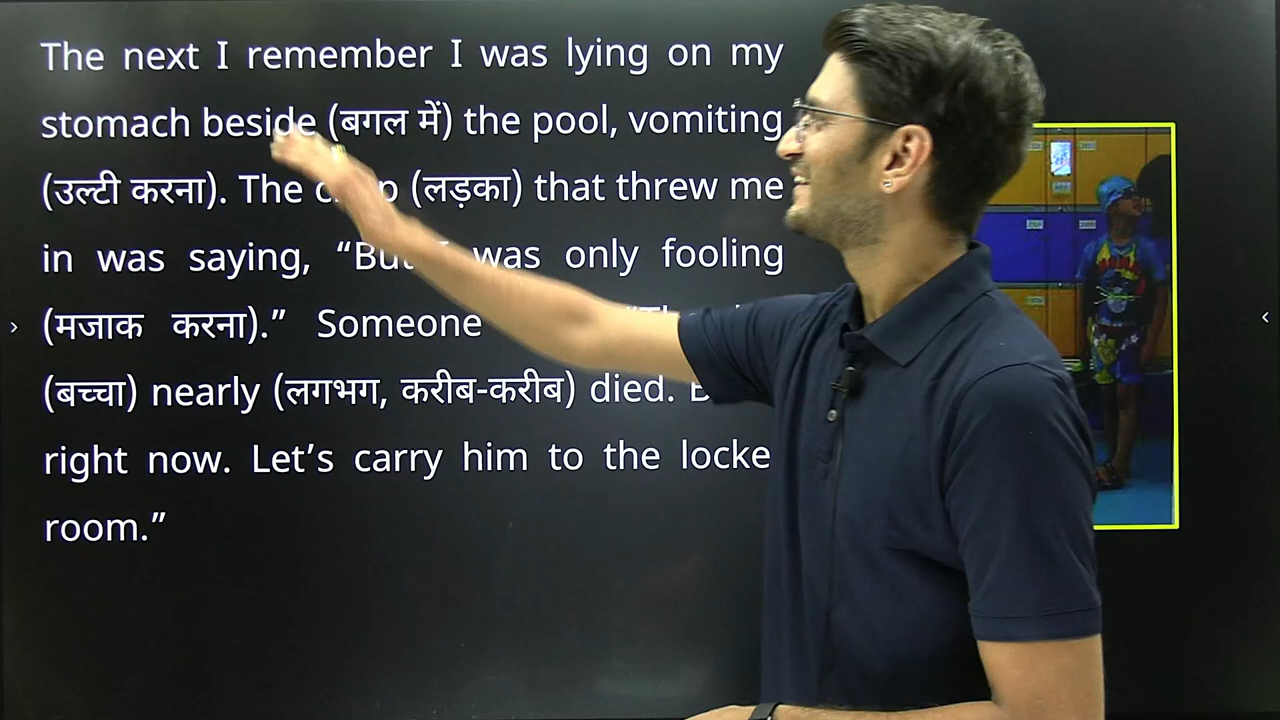 The next I remember I was lying on my
stomach beside (बगल में) the pool, vomiting
(उल्टी करना). The (लड़का) that threw me
in was saying, “But was only fooling
(मजाक करना).” Someone
(बच्चा) nearly (लगभग, करीब-करीब) died.
right now. Let’s carry him to the locke
room.”